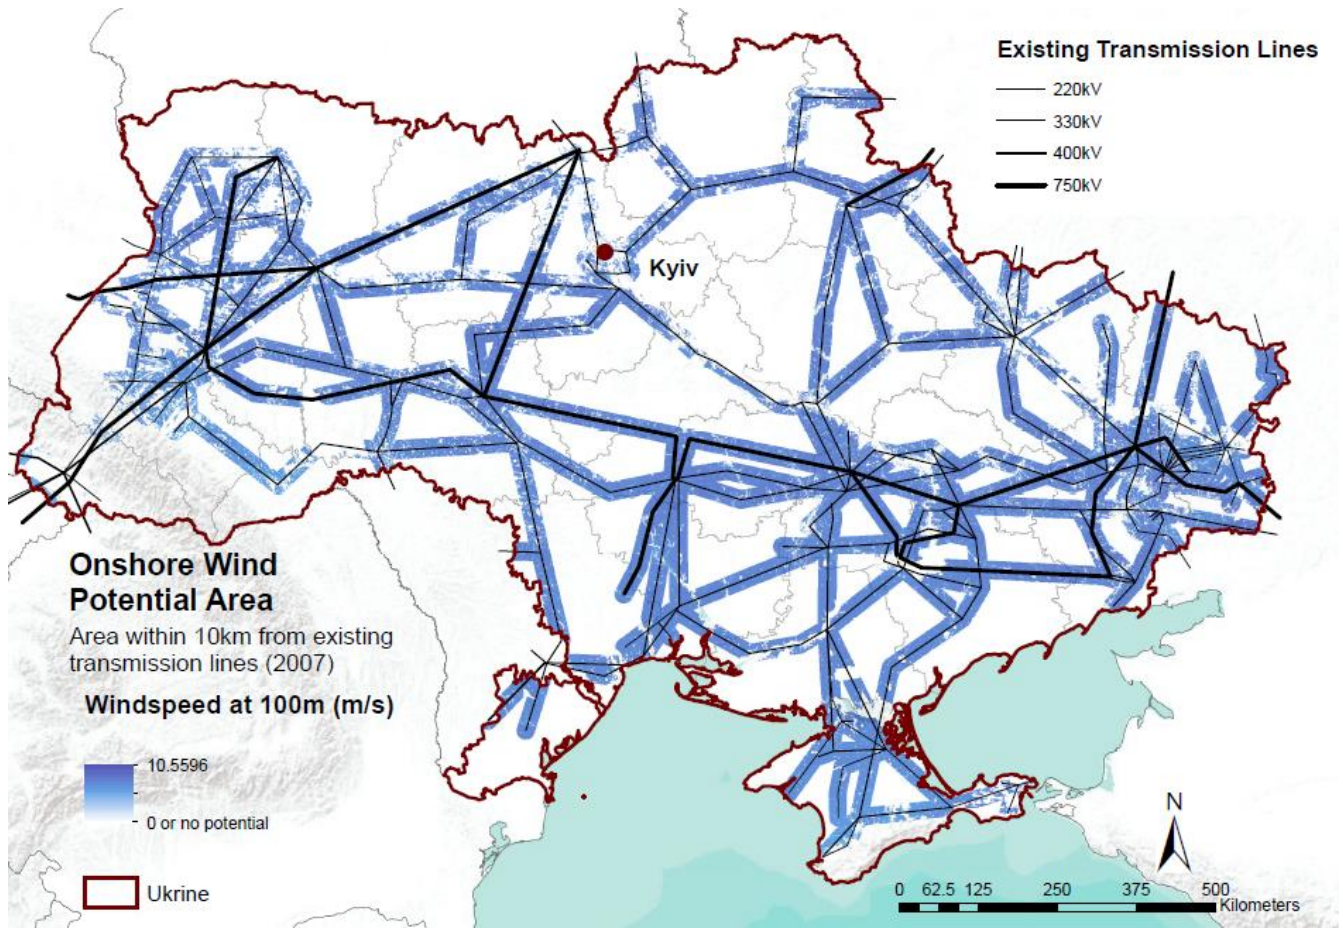 Existing Transmission Lines
220kV
330kV
400kV
750kV
Kyiv
Onshore Wind
Potential Area
Area within 10km from existing
transmission lines (2007)
Windspeed at 100m (m/s)
10.5596
0 or no potential
Ukrine
N
0 62.5 125 250 375 500
Kilometers